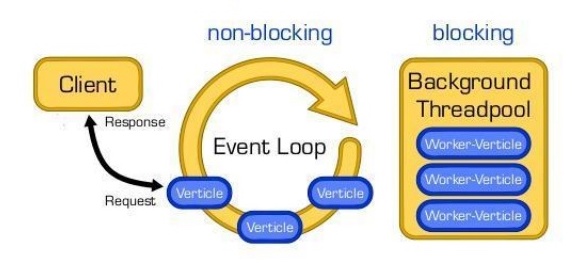 non-blocking
blocking
Client
Response
Request
Event Loop
Verticle
Verticle
Verticle
Background
Threadpool
Worker-Verticle
Worker-Verticle
Worker-Verticle